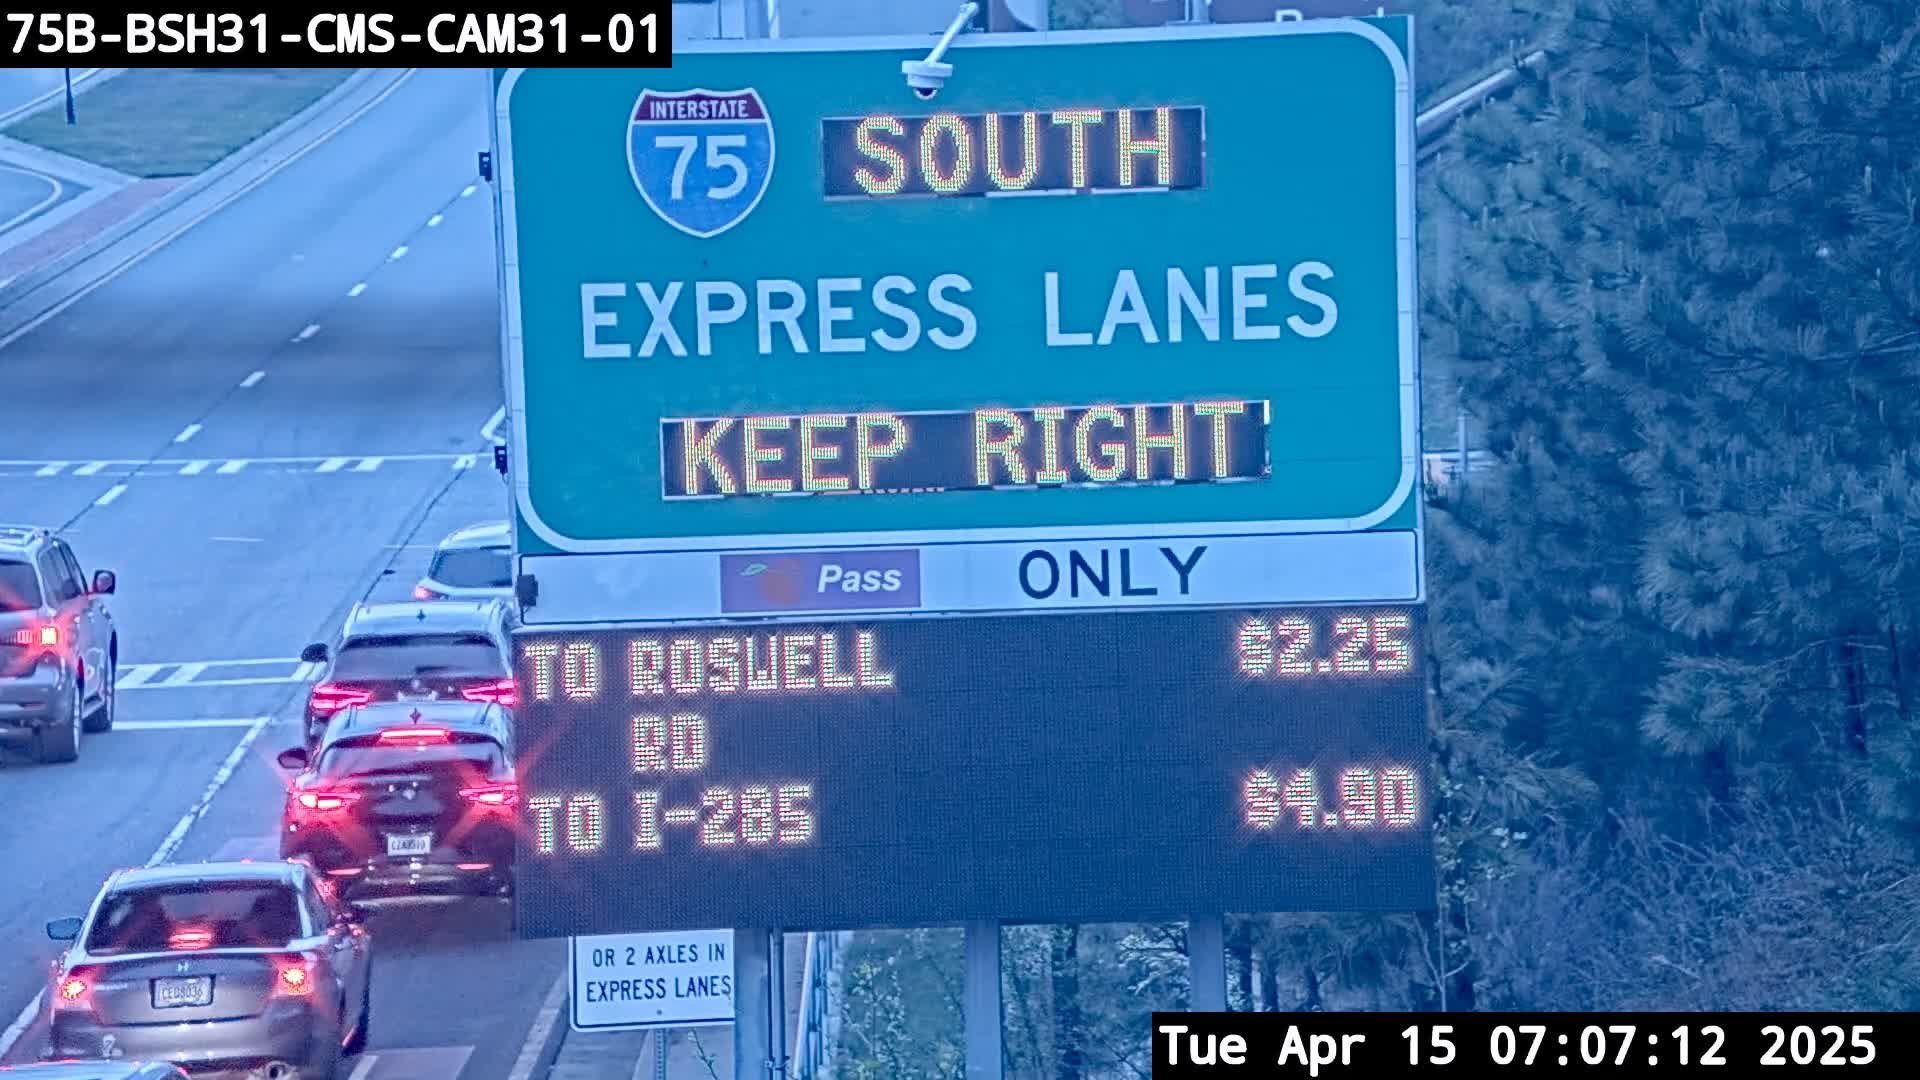 75B-BSH31-CMS-CAM31-01
INTERSTATE
75
SOUTH
EXPRESS LANES
KEEP RIGHT
Pass ONLY
TO ROSWELL $2.25
RD
TO I-285 $4.90
OR 2 AXLES IN
EXPRESS LANES
Tue Apr 15 07:07:12 2025